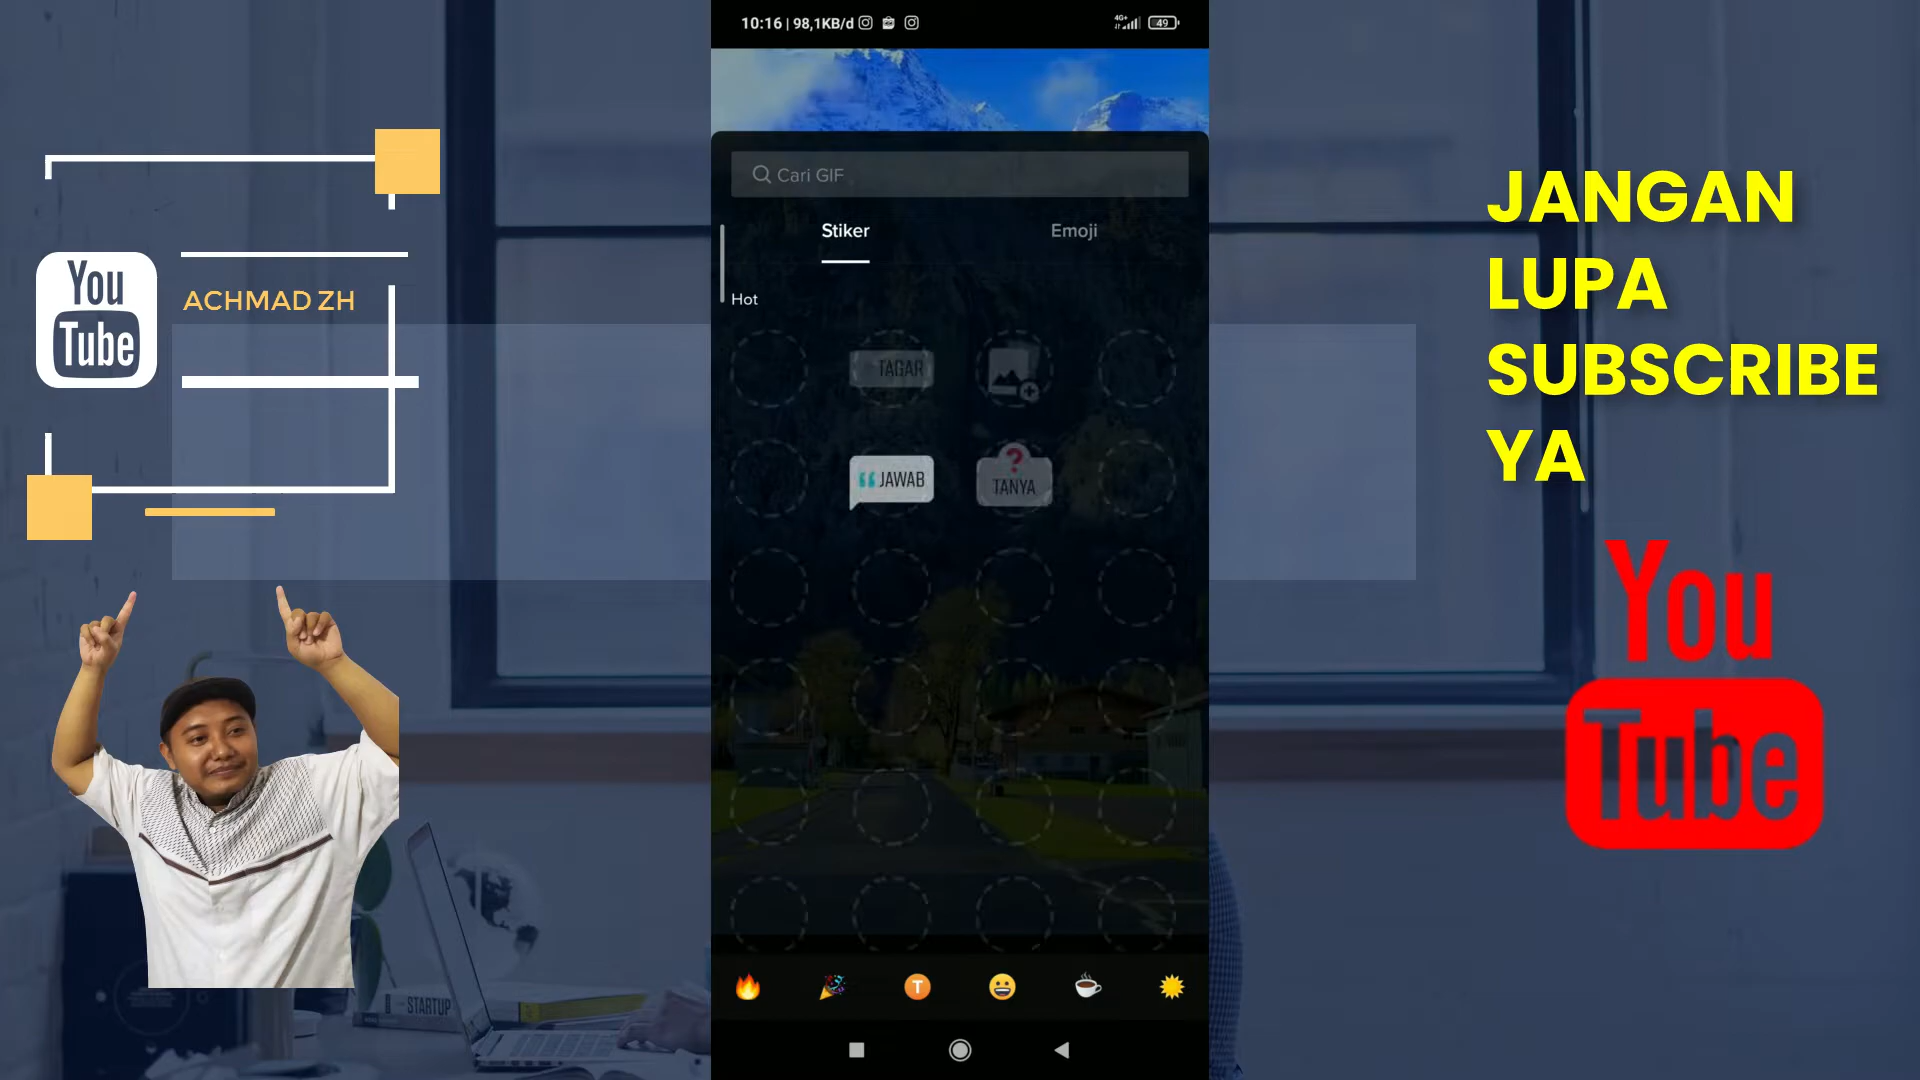 10:16 | 98,1KB/d
4G+
49
Cari GIF
Stiker
Emoji
Hot
TAGAR
JAWAB
?
TANYA
T
You
Tube
ACHMAD ZH
STARTUP
JANGAN
LUPA
SUBSCRIBE
YA
You
Tube